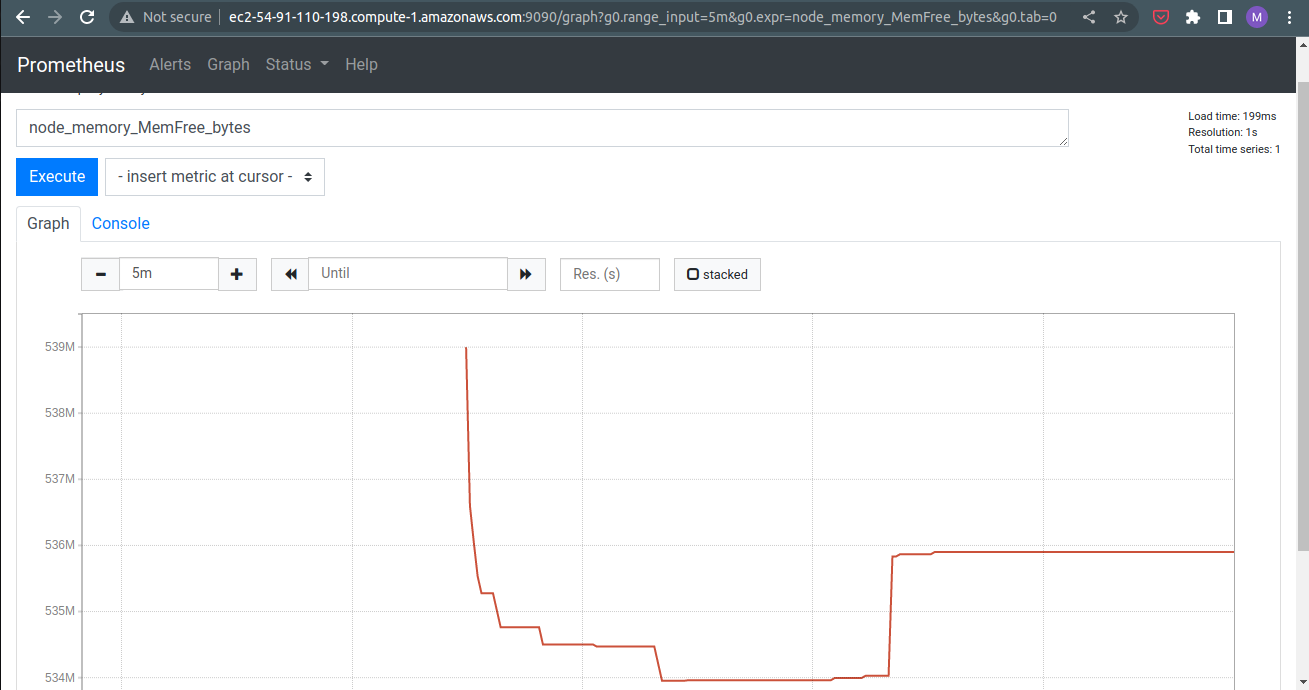 Not secure ec2-54-91-110-198.compute-1.amazonaws.com:9090/graph?g0.range_input=5m&g0.expr=node_memory_MemFree_bytes&g0.tab=0 M
Prometheus Alerts Graph Status Help
node_memory_MemFree_bytes
Load time: 199ms
Resolution: 1s
Total time series: 1
Execute - insert metric at cursor -
Graph Console
5m Until Res. (s) stacked
539M
538M
537M
536M
535M
534M